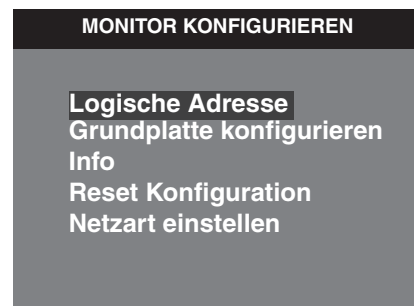 MONITOR KONFIGURIEREN
Logische Adresse
Grundplatte konfigurieren
Info
Reset Konfiguration
Netzart einstellen